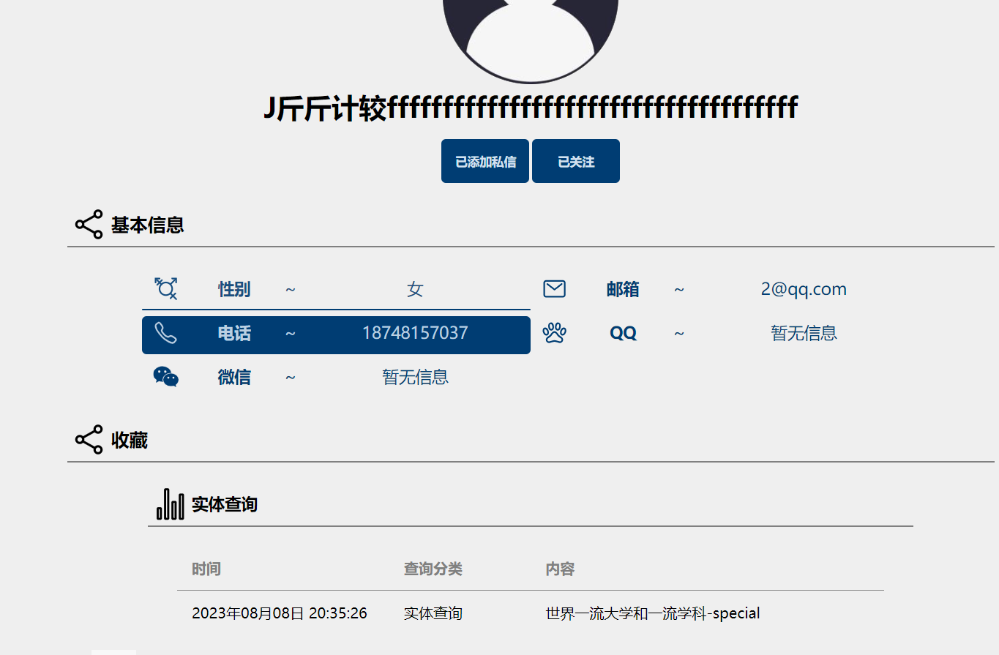 J斤斤计较fffffffffffffffffffffffffffffffffffff
已添加私信 已关注
基本信息
性别 ~ 女 邮箱 ~ 2@qq.com
电话 ~ 18748157037 QQ ~ 暂无信息
微信 ~ 暂无信息
收藏
实体查询
时间 查询分类 内容
2023年08月08日 20:35:26 实体查询 世界一流大学和一流学科-special